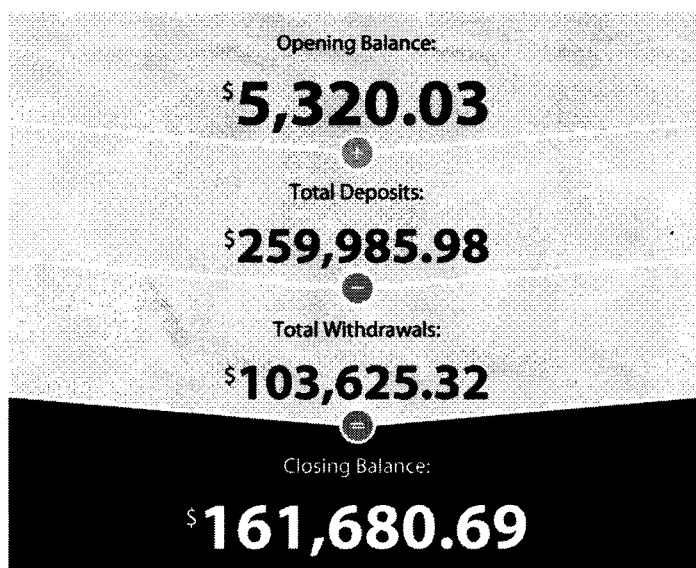 Opening Balance:
$5,320.03
+
Total Deposits:
$259,985.98
−
Total Withdrawals:
$103,625.32
=
Closing Balance:
$161,680.69